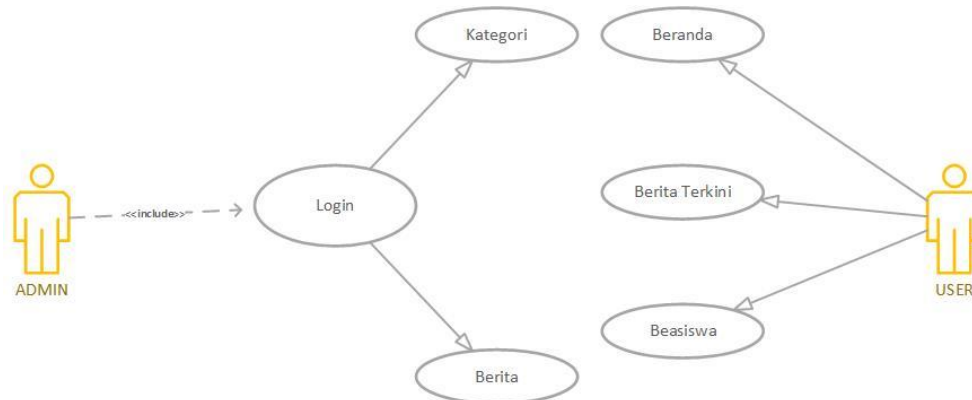 Kategori
Beranda
Login
<<include>>
Berita Terkini
ADMIN
USER
Beasiswa
Berita